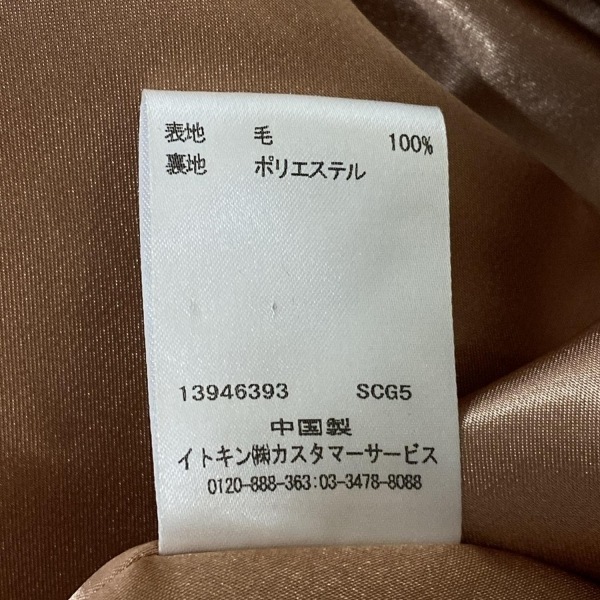 表地 毛 100%
裏地 ポリエステル
13946393 SCG5
中国製
イトキン㈱カスタマーサービス
0120-888-363:03-3478-8088